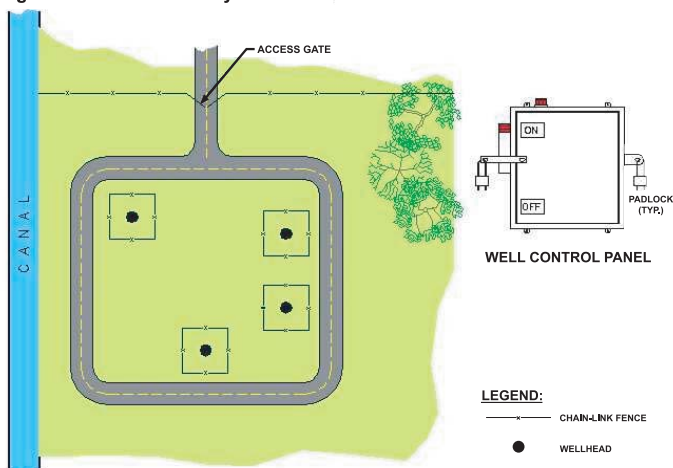 ACCESS GATE
CANAL
ON
OFF
PADLOCK
(TYP.)
WELL CONTROL PANEL
LEGEND:
CHAIN-LINK FENCE
WELLHEAD